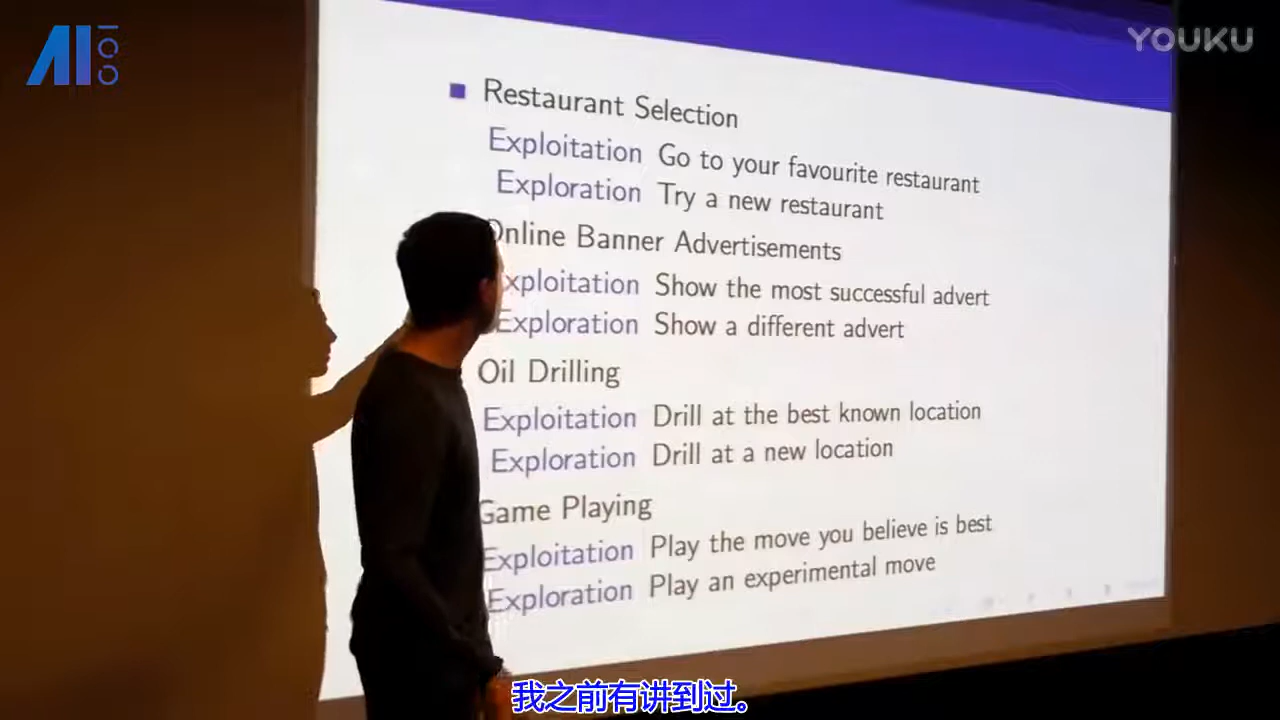 AI100
YOUKU
Restaurant Selection
Exploitation Go to your favourite restaurant
Exploration Try a new restaurant
Online Banner Advertisements
Exploitation Show the most successful advert
Exploration Show a different advert
Oil Drilling
Exploitation Drill at the best known location
Exploration Drill at a new location
Game Playing
Exploitation Play the move you believe is best
Exploration Play an experimental move
我之前有讲到过。